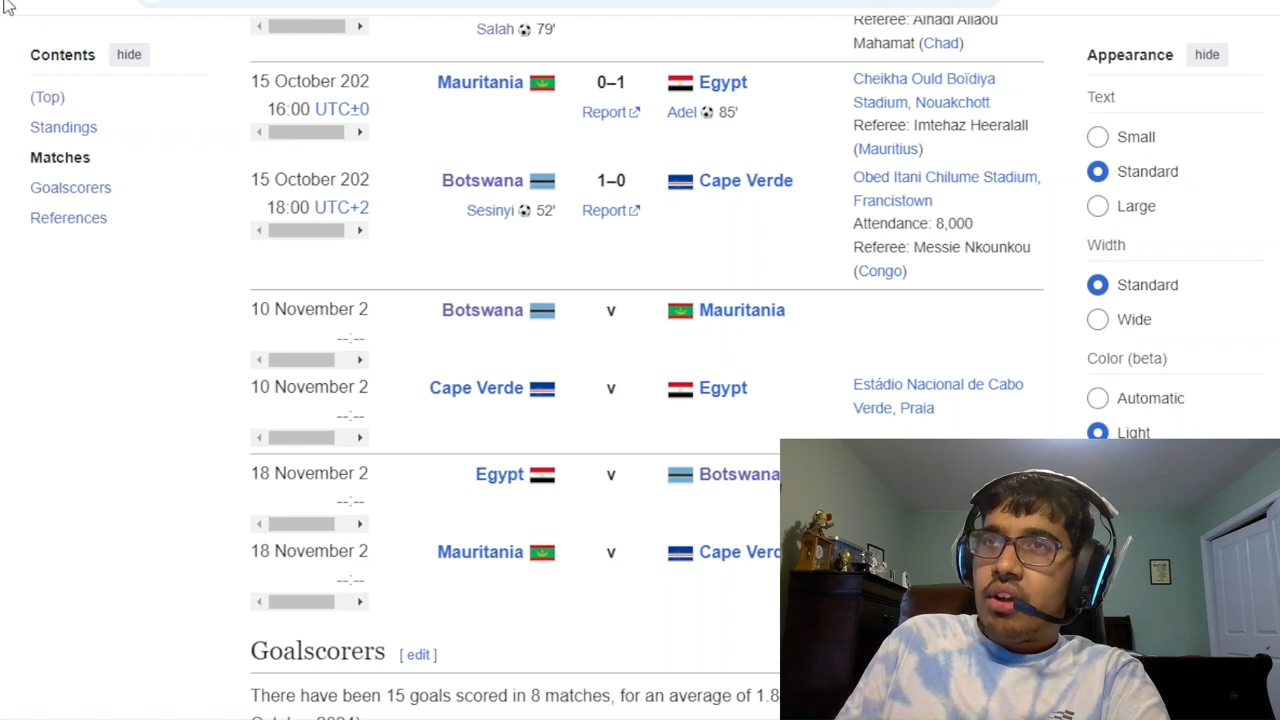 Contents hide
(Top)
Standings
Matches
Goalscorers
References
Salah 79'
Referee: Alhadi Allaou
Mahamat (Chad)
15 October 202
16:00 UTC±0
Mauritania 0–1 Egypt
Report Adel 85'
Cheikha Ould Boïdiya
Stadium, Nouakchott
Referee: Imtehaz Heeralall
(Mauritius)
15 October 202
18:00 UTC+2
Botswana 1–0 Cape Verde
Sesinyi 52' Report
Obed Itani Chilume Stadium,
Francistown
Attendance: 8,000
Referee: Messie Nkounkou
(Congo)
10 November 2
--:--
Botswana v Mauritania
10 November 2
--:--
Cape Verde v Egypt
Estádio Nacional de Cabo
Verde, Praia
18 November 2
--:--
Egypt v Botswana
18 November 2
--:--
Mauritania v Cape Verd
Goalscorers [ edit ]
There have been 15 goals scored in 8 matches, for an average of 1.8
October 2024)
Appearance hide
Text
Small
Standard
Large
Width
Standard
Wide
Color (beta)
Automatic
Light